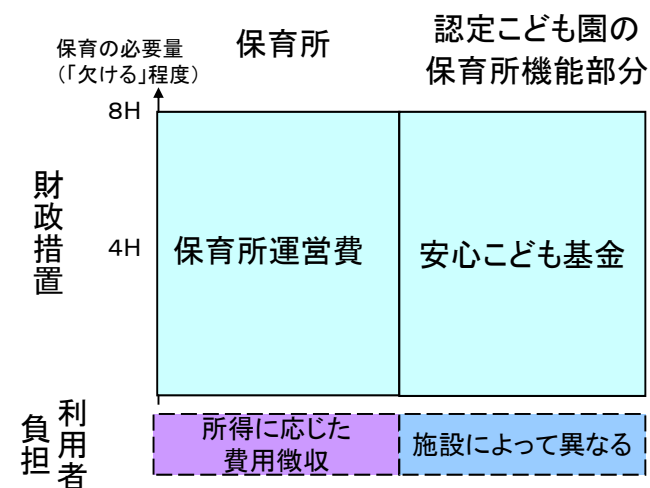 保育の必要量
(「欠ける」程度)
保育所
認定こども園の
保育所機能部分
8H
財政措置
4H
保育所運営費
安心こども基金
利用者
負担
所得に応じた
費用徴収
施設によって異なる